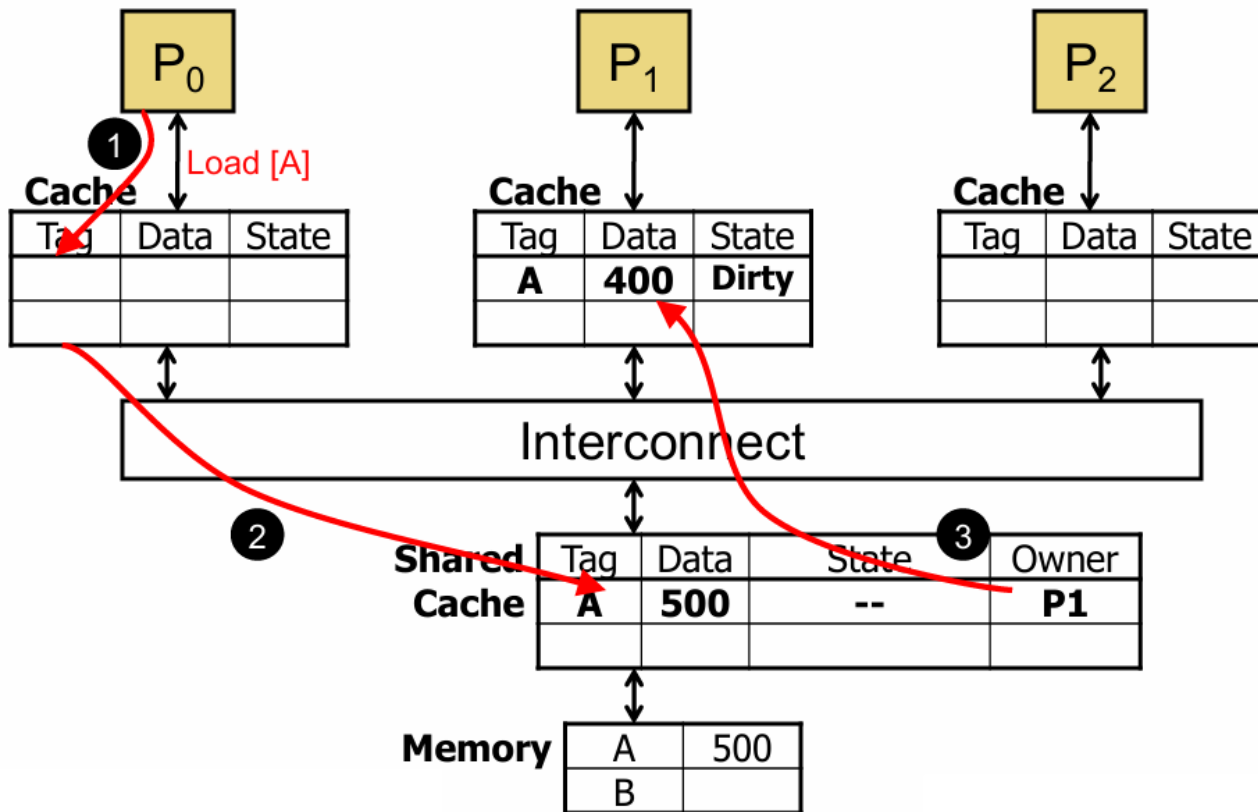 P₀ P₁ P₂
1
Load [A]
Cache Cache Cache
Tag Data State Tag Data State Tag Data State
A 400 Dirty
Interconnect
2 3
Shared Tag Data State Owner
Cache A 500 -- P1
Memory A 500
B